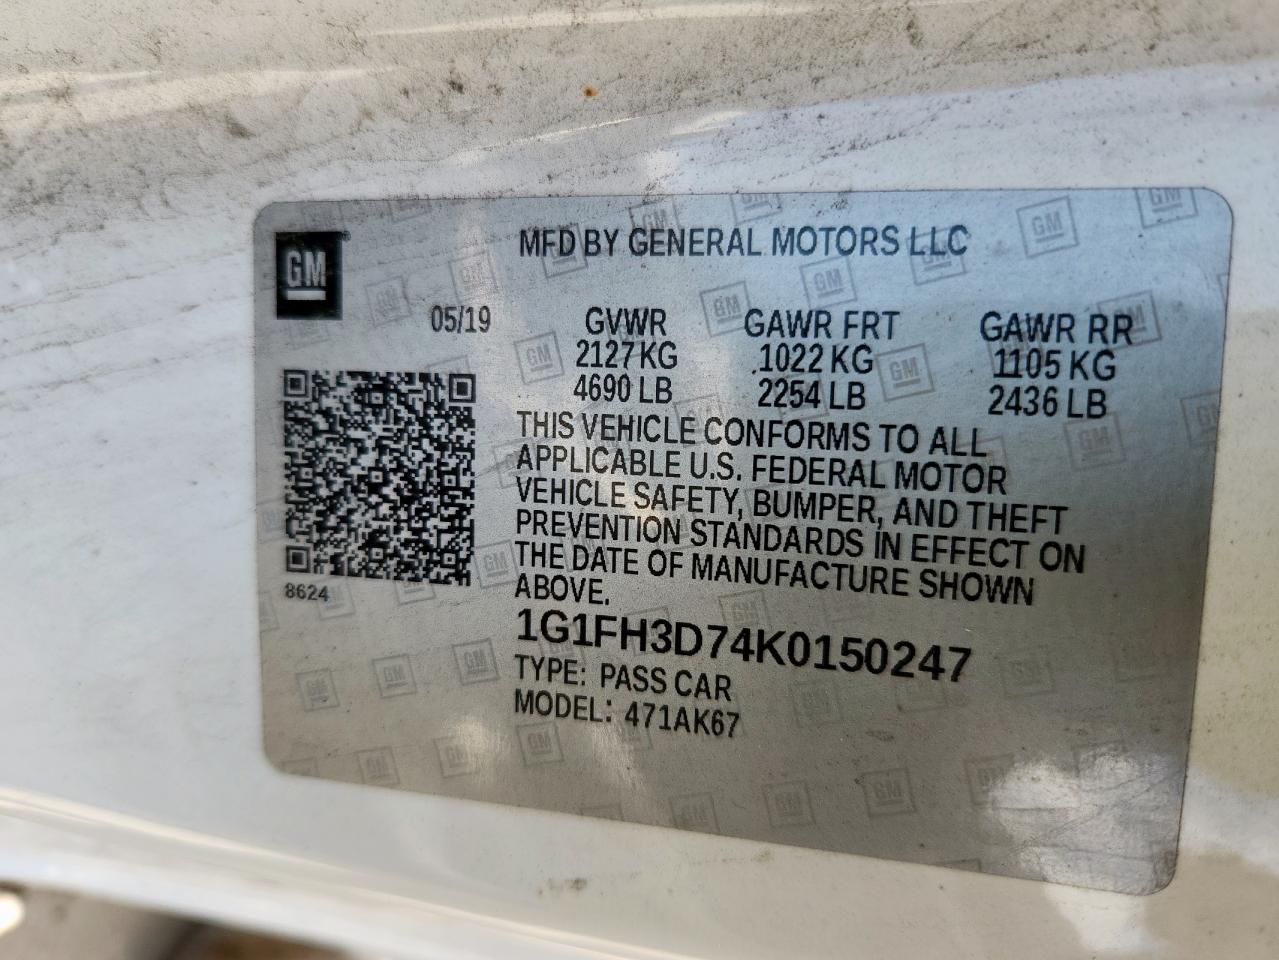 GM
MFD BY GENERAL MOTORS LLC
05/19
GVWR GAWR FRT GAWR RR
2127 KG 1022 KG 1105 KG
4690 LB 2254 LB 2436 LB
THIS VEHICLE CONFORMS TO ALL
APPLICABLE U.S. FEDERAL MOTOR
VEHICLE SAFETY, BUMPER, AND THEFT
PREVENTION STANDARDS IN EFFECT ON
THE DATE OF MANUFACTURE SHOWN
ABOVE.
8624
1G1FH3D74K0150247
TYPE: PASS CAR
MODEL: 471AK67